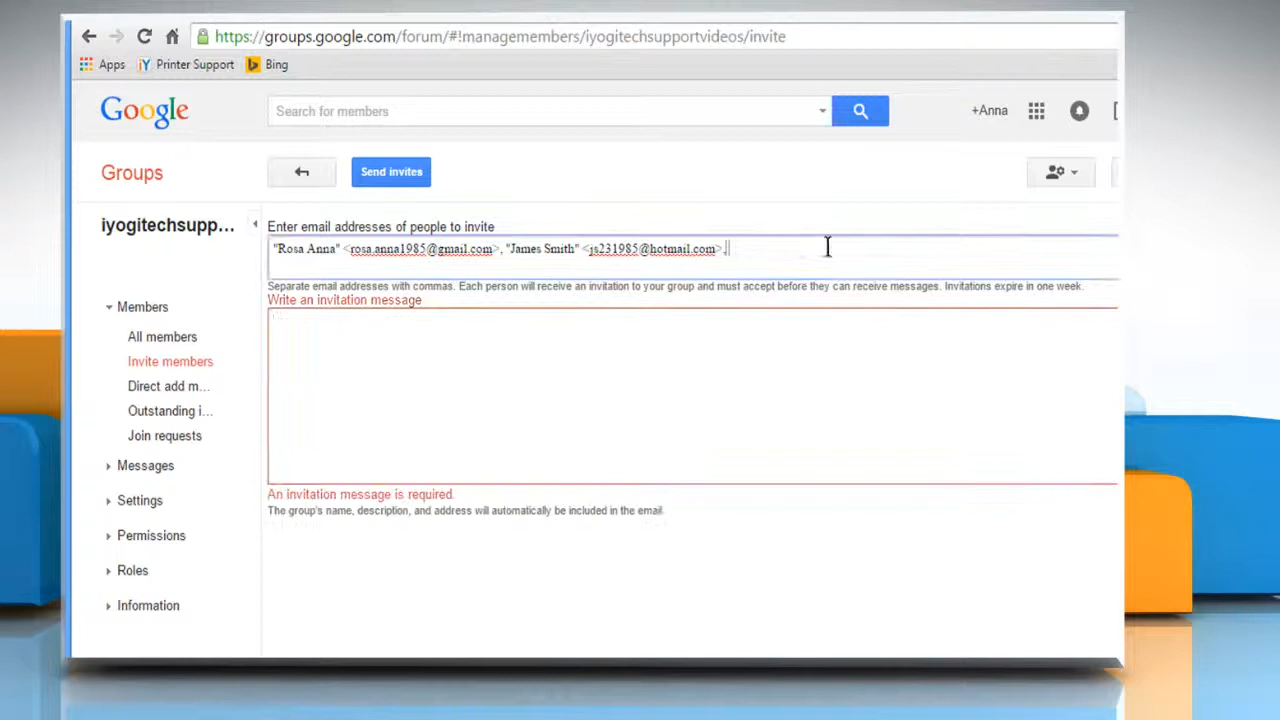 https://groups.google.com/forum/#!managemembers/iyogitechsupportvideos/invite
Apps Printer Support Bing
Google Search for members +Anna
Groups Send invites
iyogitechsupp...
Enter email addresses of people to invite
"Rosa Anna" <rosa.anna1985@gmail.com>, "James Smith" <js231985@hotmail.com>,
Separate email addresses with commas. Each person will receive an invitation to your group and must accept before they can receive messages. Invitations expire in one week.
Write an invitation message
Members
All members
Invite members
Direct add m...
Outstanding i...
Join requests
Messages
Settings
Permissions
Roles
Information
An invitation message is required.
The group's name, description, and address will automatically be included in the email.